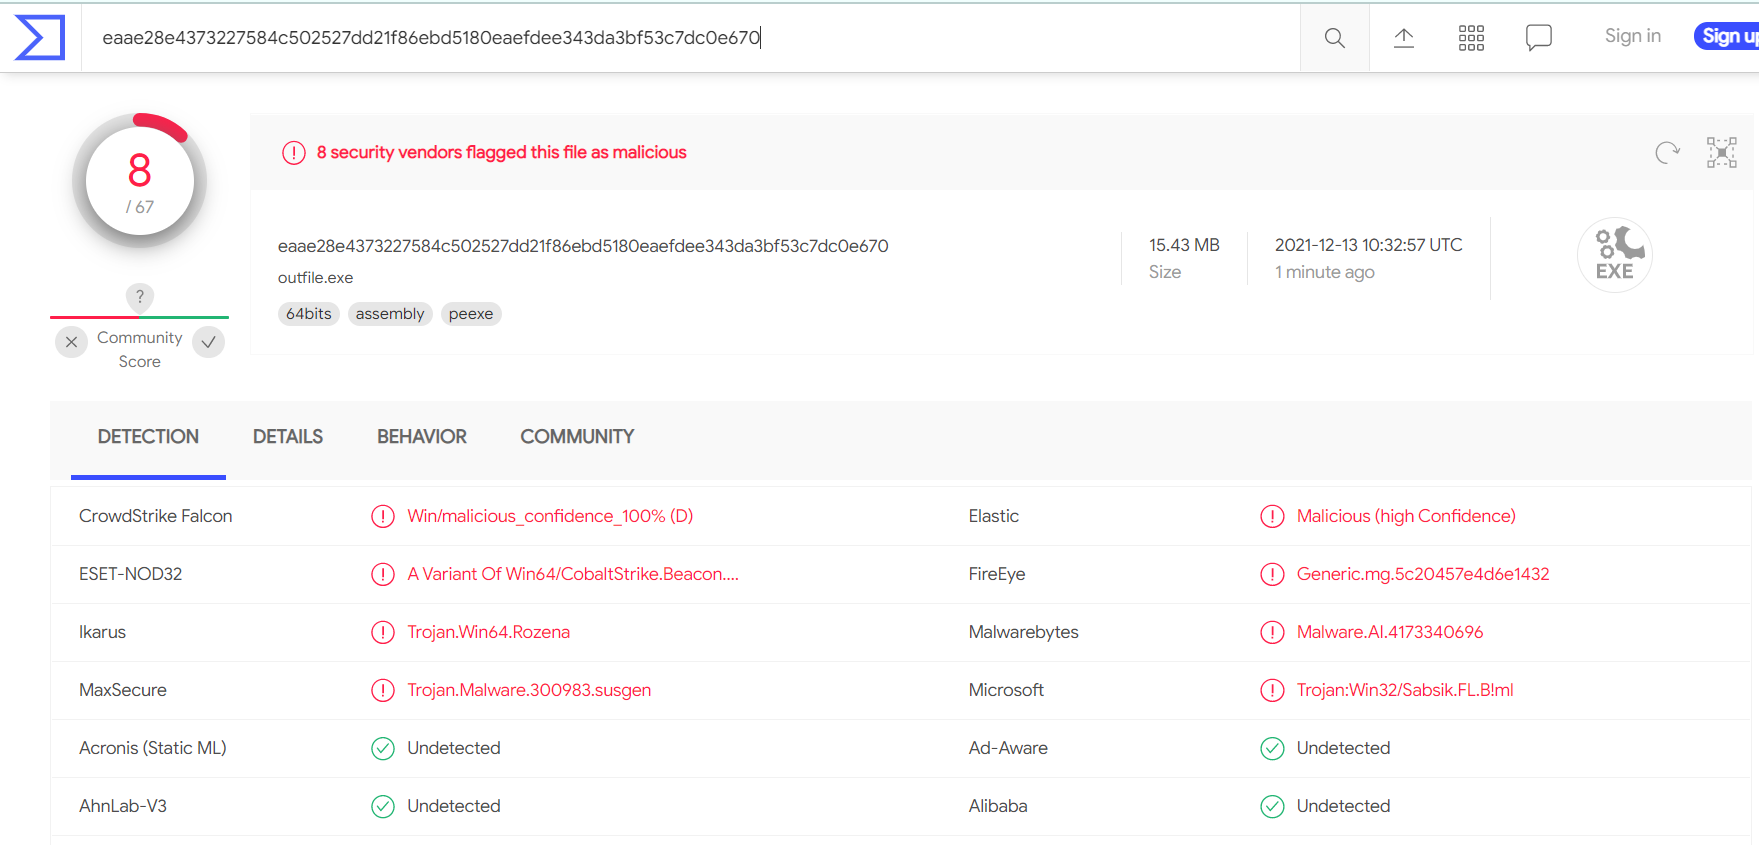 eaae28e4373227584c502527dd21f86ebd5180eaefdee343da3bf53c7dc0e670
Sign in
Sign up
8
/ 67
8 security vendors flagged this file as malicious
eaae28e4373227584c502527dd21f86ebd5180eaefdee343da3bf53c7dc0e670
outfile.exe
64bits assembly peexe
15.43 MB
Size
2021-12-13 10:32:57 UTC
1 minute ago
EXE
?
Community
Score
DETECTION DETAILS BEHAVIOR COMMUNITY
CrowdStrike Falcon Win/malicious_confidence_100% (D) Elastic Malicious (high Confidence)
ESET-NOD32 A Variant Of Win64/CobaltStrike.Beacon.... FireEye Generic.mg.5c20457e4d6e1432
Ikarus Trojan.Win64.Rozena Malwarebytes Malware.AI.4173340696
MaxSecure Trojan.Malware.300983.susgen Microsoft Trojan:Win32/Sabsik.FL.B!ml
Acronis (Static ML) Undetected Ad-Aware Undetected
AhnLab-V3 Undetected Alibaba Undetected